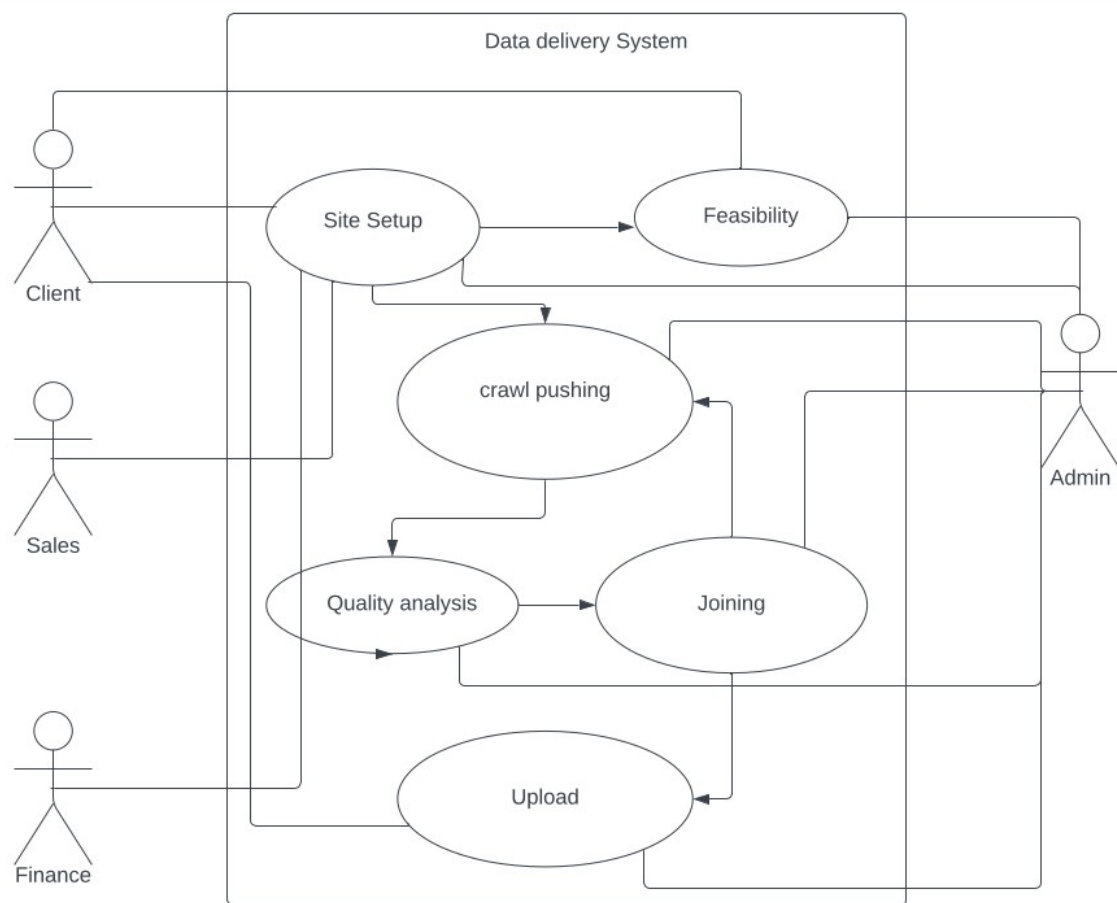 Data delivery System
Site Setup
Feasibility
Client
crawl pushing
Admin
Sales
Quality analysis
Joining
Upload
Finance